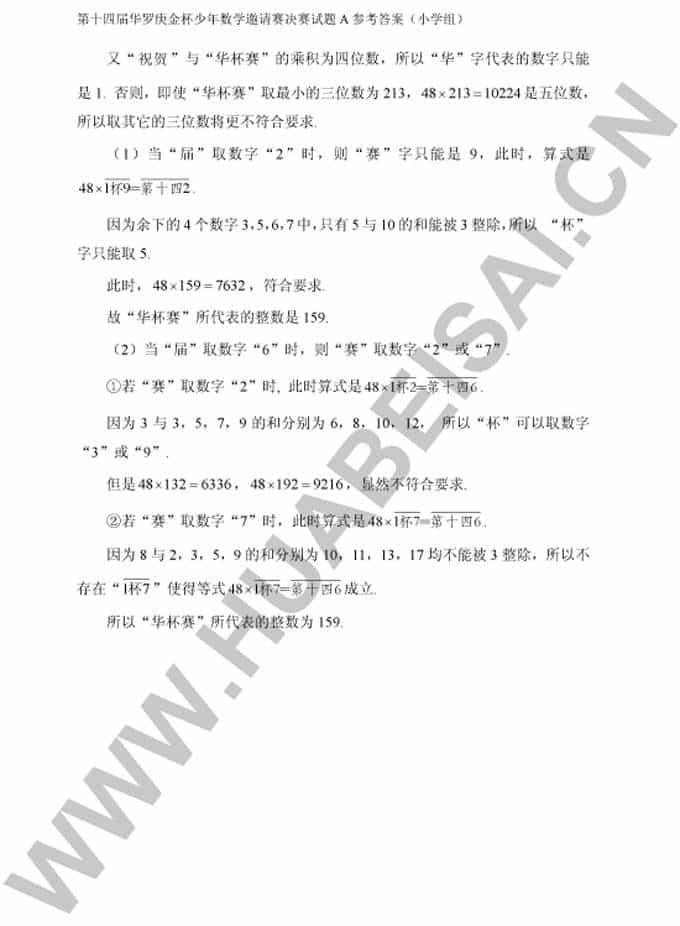 第十四届华罗庚金杯少年数学邀请赛决赛试题 A 参考答案（小学组）
又“祝贺”与“华杯赛”的乘积为四位数，所以“华”字代表的数字只能
是 1. 否则，即使“华杯赛”取最小的三位数为 213，48×213=10224 是五位数，
所以取其它的三位数将更不符合要求.
（1）当“届”取数字“2”时，则“赛”字只能是 9，此时，算式是
48×1杯9=第十四2.
因为余下的 4 个数字 3,5,6,7 中,只有 5 与 10 的和能被 3 整除,所以 “杯”
字只能取 5.
此时，48×159=7632，符合要求.
故“华杯赛”所代表的整数是 159.
（2）当“届”取数字“6”时，则“赛”取数字“2”或“7”.
①若“赛”取数字“2”时, 此时算式是 48×1杯2=第十四6.
因为 3 与 3，5，7，9 的和分别为 6，8，10，12， 所以“杯”可以取数字
“3”或“9”.
但是 48×132=6336，48×192=9216，显然不符合要求.
②若“赛”取数字“7”时，此时算式是 48×1杯7=第十四6.
因为 8 与 2，3，5，9 的和分别为 10，11，13，17 均不能被 3 整除，所以不
存在“1杯7”使得等式 48×1杯7=第十四6 成立.
所以“华杯赛”所代表的整数为 159.
WWW.HUABEISAI.CN